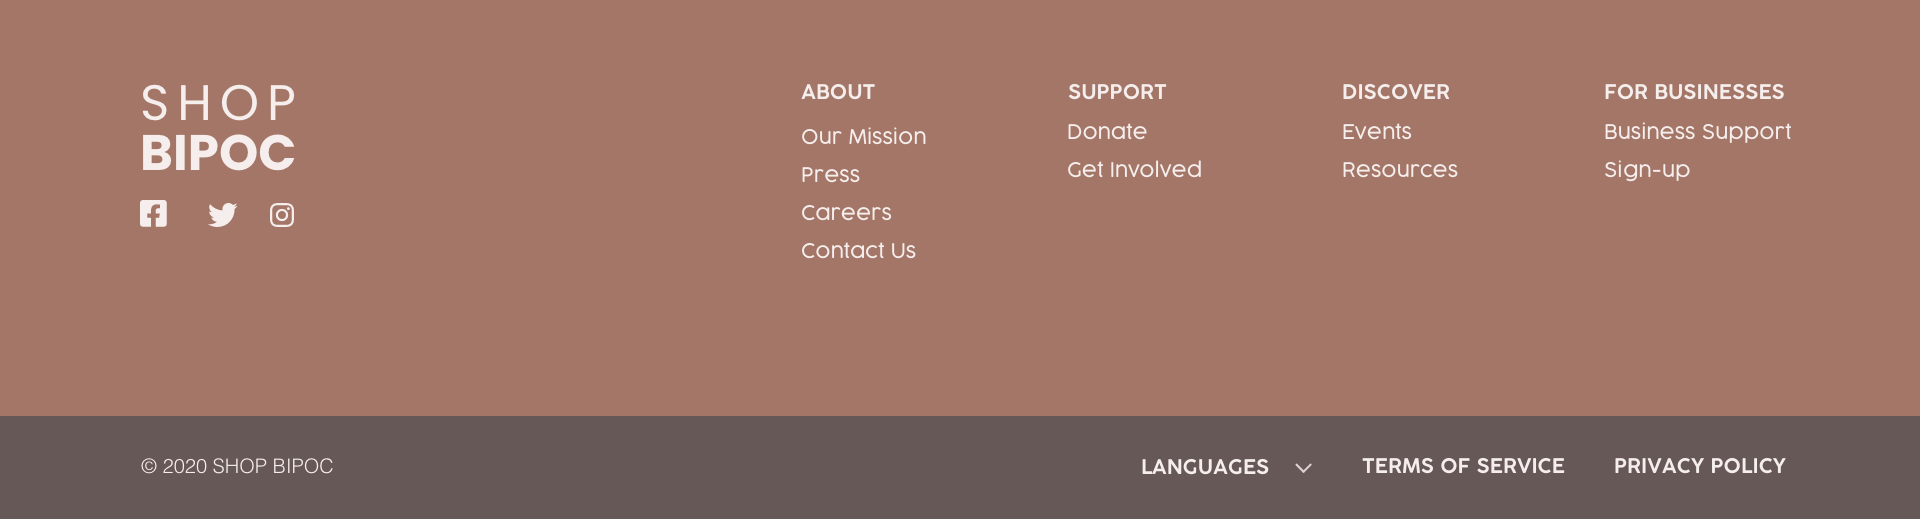 SHOP
BIPOC
ABOUT
Our Mission
Press
Careers
Contact Us
SUPPORT
Donate
Get Involved
DISCOVER
Events
Resources
FOR BUSINESSES
Business Support
Sign-up
© 2020 SHOP BIPOC
LANGUAGES
TERMS OF SERVICE
PRIVACY POLICY